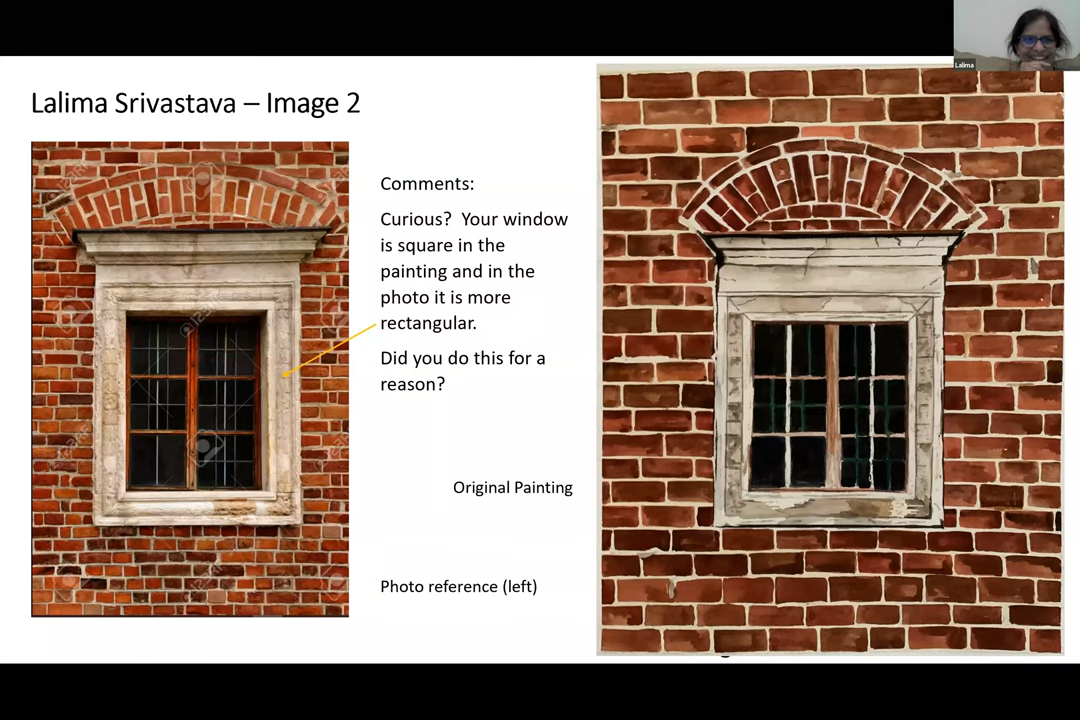 Lalima
Lalima Srivastava – Image 2
Comments:
Curious?  Your window
is square in the
painting and in the
photo it is more
rectangular.
Did you do this for a
reason?
Original Painting
Photo reference (left)